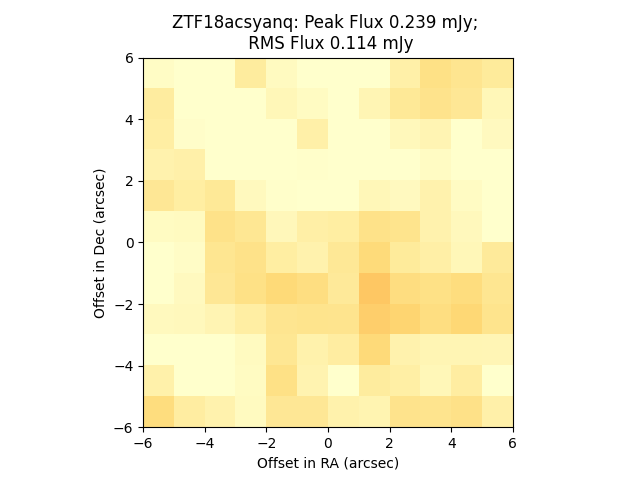 ZTF18acsyanq: Peak Flux 0.239 mJy;
RMS Flux 0.114 mJy
6
4
2
0
−2
−4
−6
Offset in Dec (arcsec)
−6 −4 −2 0 2 4 6
Offset in RA (arcsec)